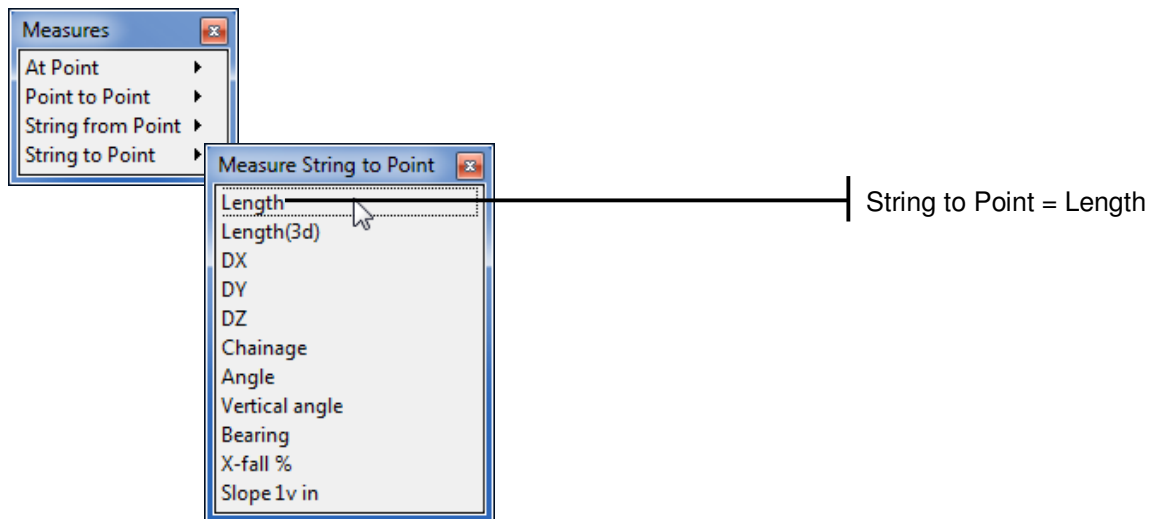 Measures
At Point
Point to Point
String from Point
String to Point
Measure String to Point
Length
Length(3d)
DX
DY
DZ
Chainage
Angle
Vertical angle
Bearing
X-fall %
Slope 1v in
String to Point = Length